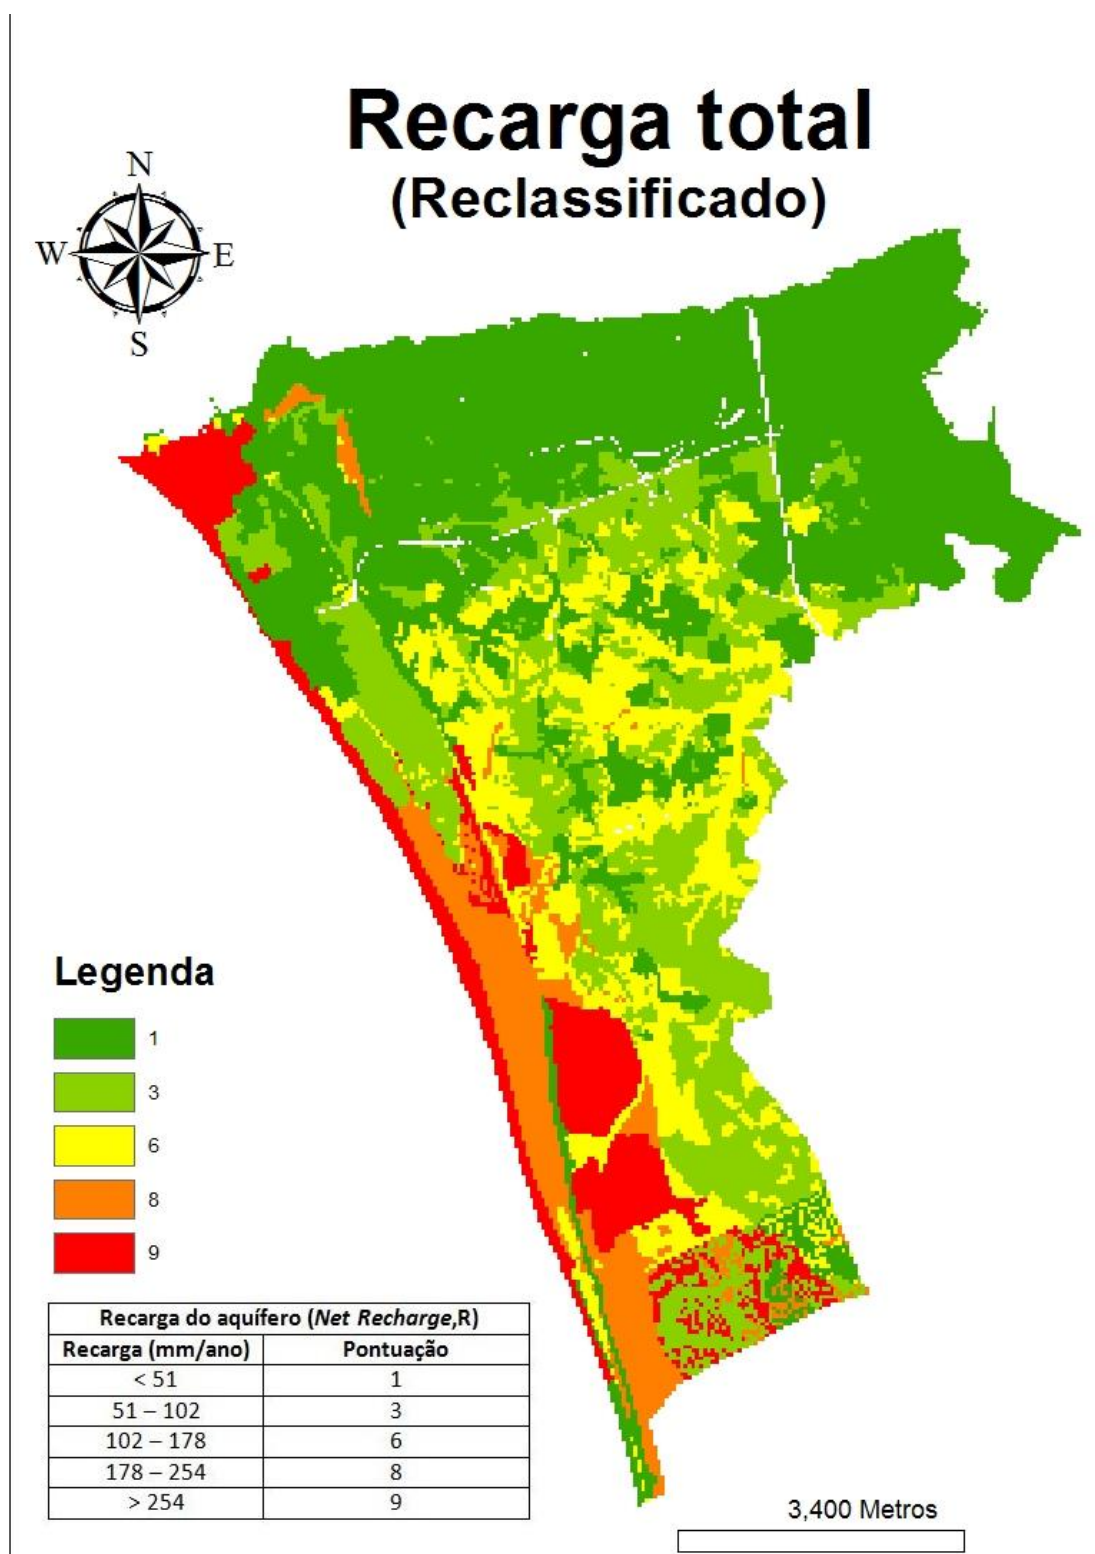 Recarga total
(Reclassificado)
N
W E
S
Legenda
1
3
6
8
9
Recarga do aquífero (Net Recharge,R)
Recarga (mm/ano) Pontuação
< 51 1
51 – 102 3
102 – 178 6
178 – 254 8
> 254 9
3,400 Metros